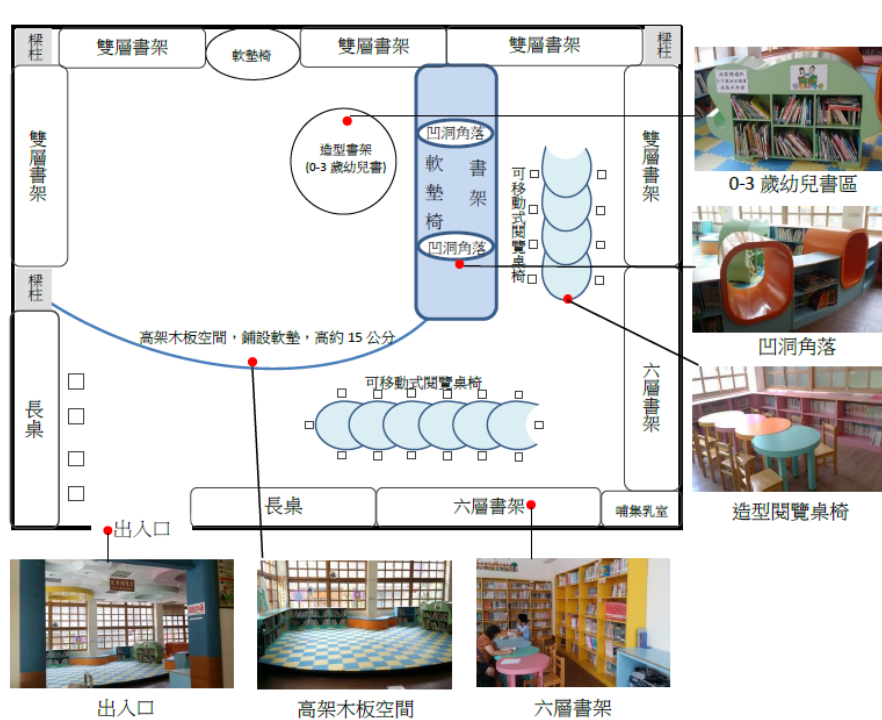 樑柱
雙層書架
軟墊椅
雙層書架
雙層書架
樑柱
雙層書架
造型書架
(0-3 歲幼兒書)
凹洞角落
軟墊椅
書架
凹洞角落
可移動式閱覽桌椅
雙層書架
0-3 歲幼兒書區
樑柱
凹洞角落
高架木板空間，鋪設軟墊，高約 15 公分
長桌
可移動式閱覽桌椅
六層書架
造型閱覽桌椅
長桌
六層書架
哺集乳室
出入口
出入口
高架木板空間
六層書架